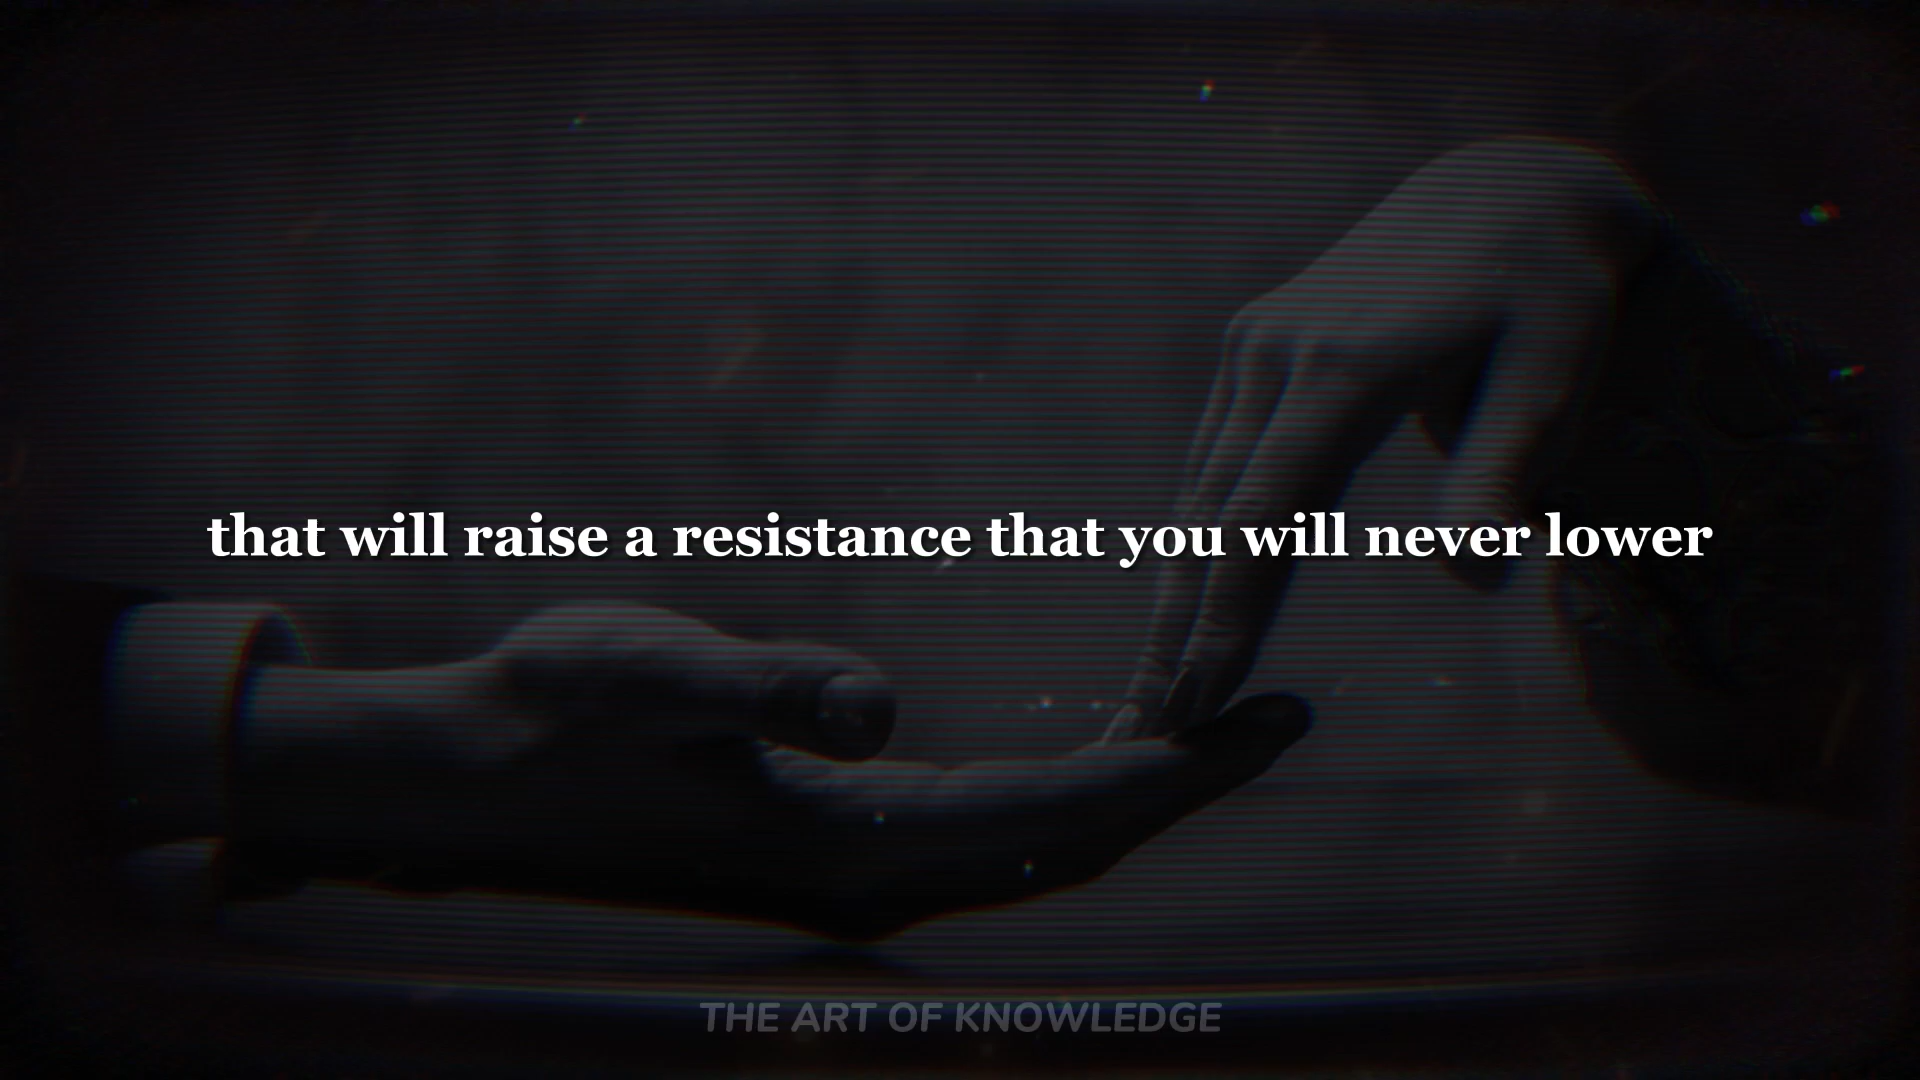 that will raise a resistance that you will never lower
THE ART OF KNOWLEDGE